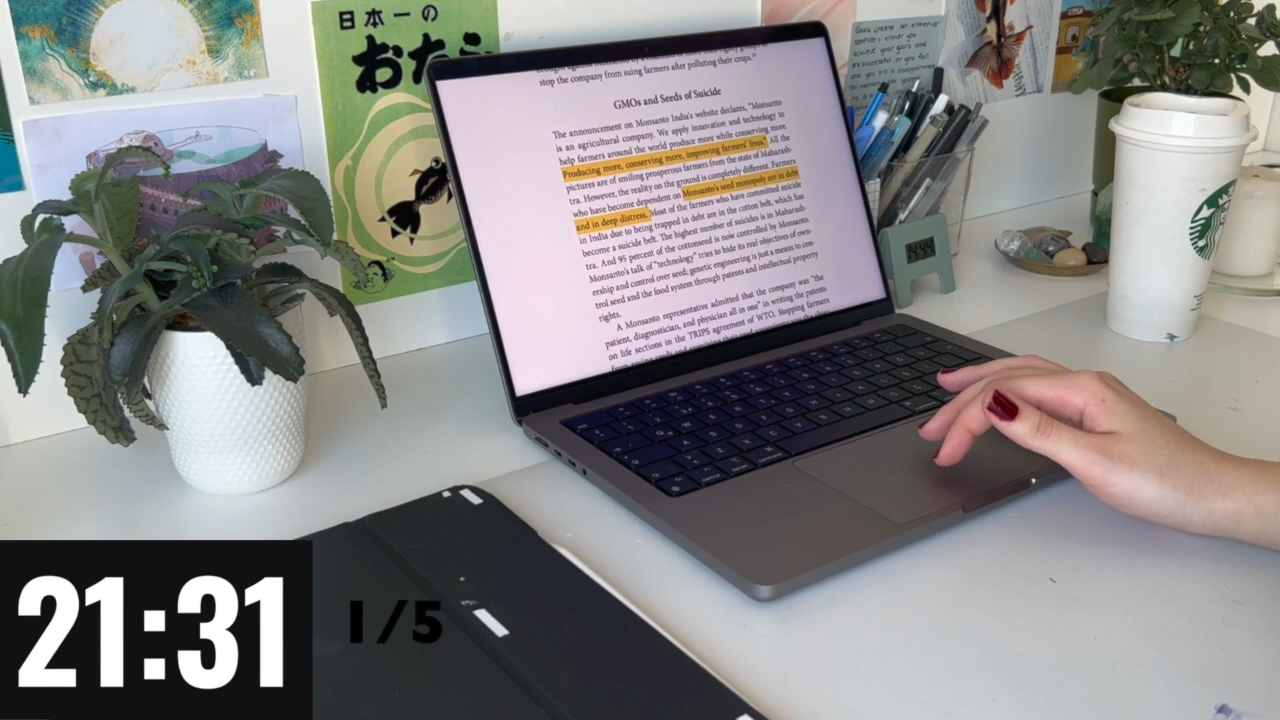 日本一の
おたる
stop the company from suing farmers after polluting their crops."
GMOs and Seeds of Suicide
The announcement on Monsanto India's website declares, "Monsanto
is an agricultural company. We apply innovation and technology to
help farmers around the world produce more while conserving more.
Producing more, conserving more, improving farmers' lives." All the
pictures are of smiling prosperous farmers from the state of Maharash-
tra. However, the reality on the ground is completely different. Farmers
who have become dependent on Monsanto's seed monopoly are in debt
and in deep distress. Most of the farmers who have committed suicide
in India due to being trapped in debt are in the cotton belt, which has
become a suicide belt. The highest number of suicides is in Maharash-
tra. And 95 percent of the cottonseed is now controlled by Monsanto.
Monsanto's talk of "technology" tries to hide its real objectives of own-
ership and control over seed; genetic engineering is just a means to con-
trol seed and the food system through patents and intellectual property
rights.
A Monsanto representative admitted that the company was "the
patient, diagnostician, and physician all in one" in writing the patents
on life sections in the TRIPS agreement of WTO. Stopping farmers
21:31
1/5